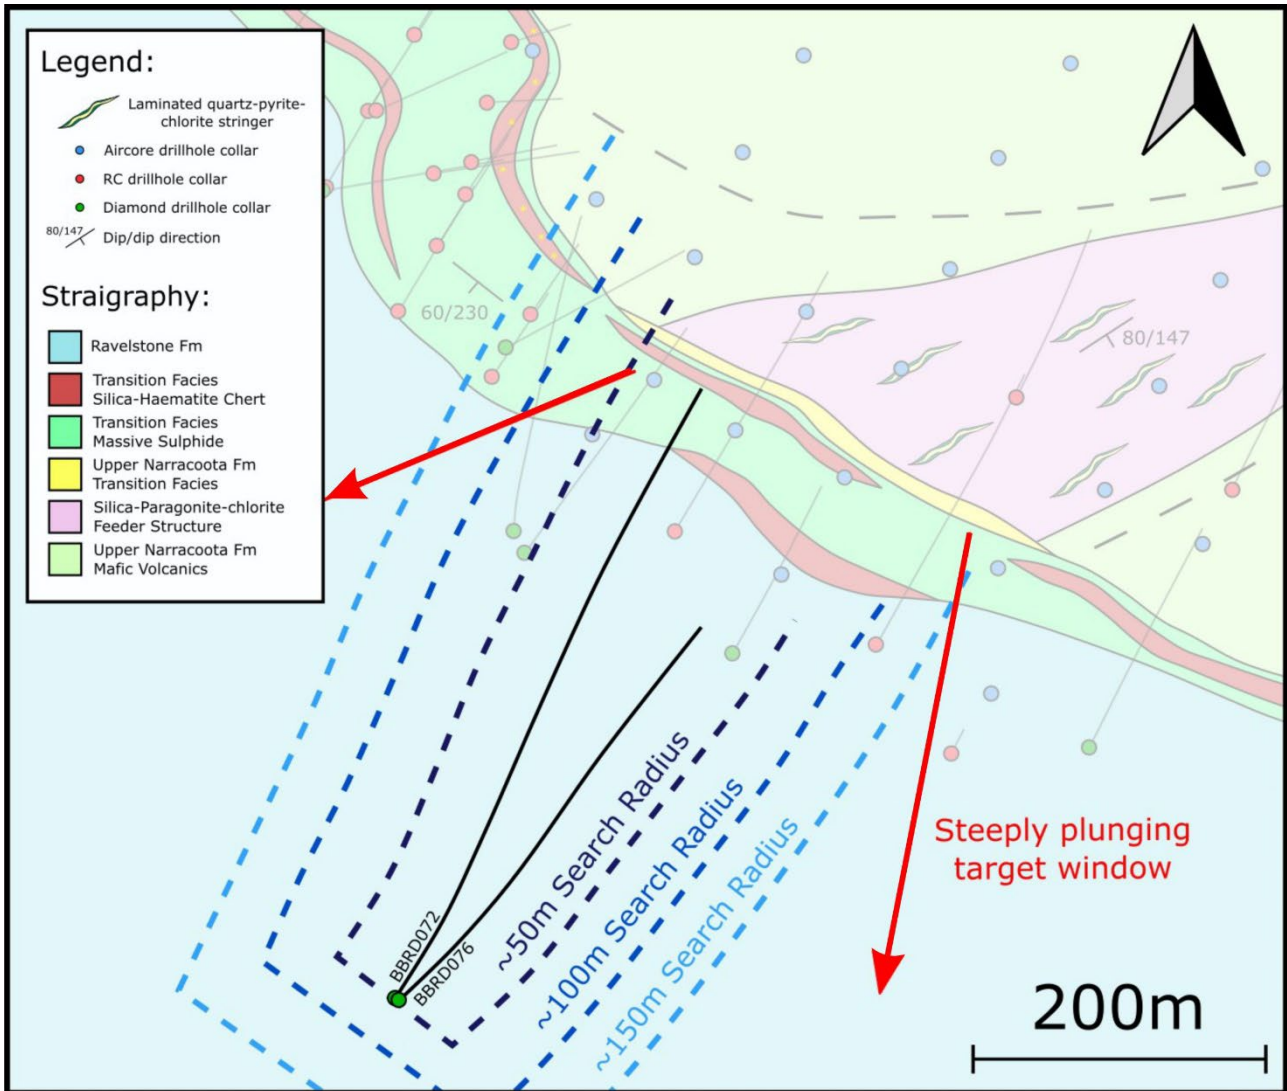 Legend:
Laminated quartz-pyrite-
chlorite stringer
Aircore drillhole collar
RC drillhole collar
Diamond drillhole collar
80/147 Dip/dip direction
Straigraphy:
Ravelstone Fm
Transition Facies
Silica-Haematite Chert
Transition Facies
Massive Sulphide
Upper Narracoota Fm
Transition Facies
Silica-Paragonite-chlorite
Feeder Structure
Upper Narracoota Fm
Mafic Volcanics
60/230
80/147
BBRD072
BBRD076
~50m Search Radius
~100m Search Radius
~150m Search Radius
Steeply plunging
target window
200m